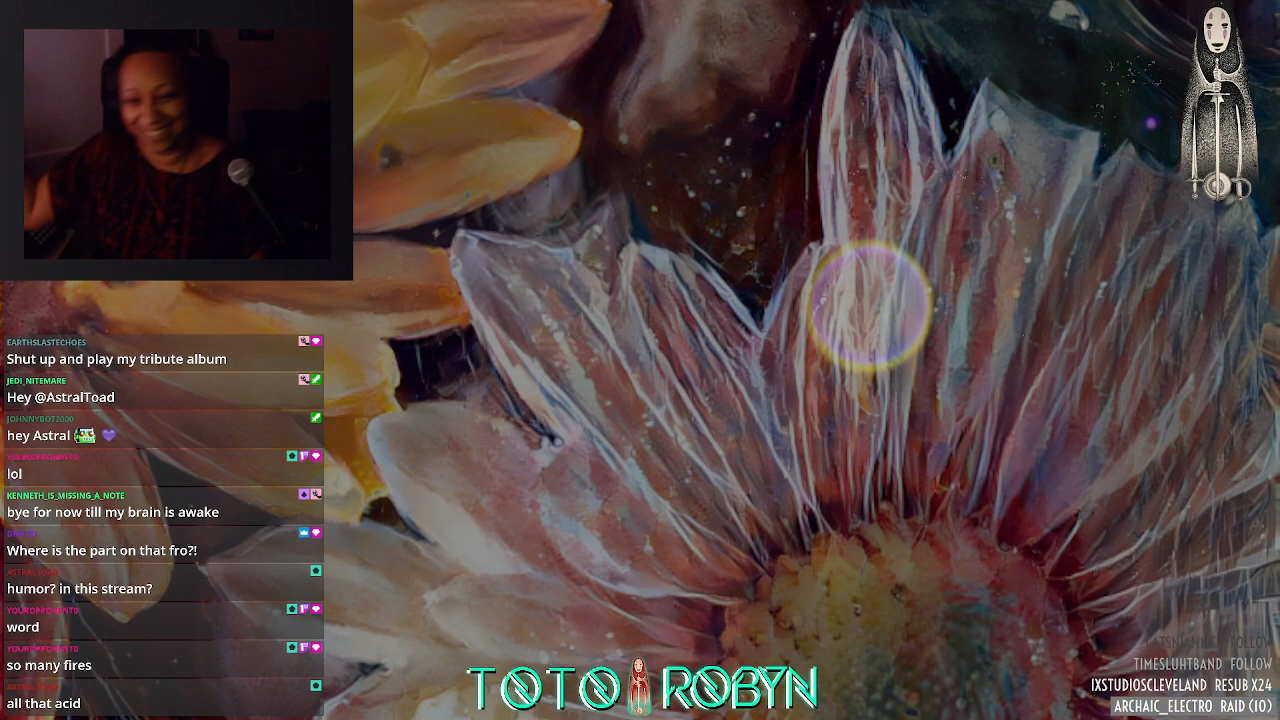 EARTHSLASTECHOES
Shut up and play my tribute album
JEDI_NITEMARE
Hey @AstralToad
JOHNNYBOT2000
hey Astral
lol
KENNETH_IS_MISSING_A_NOTE
bye for now till my brain is awake
Where is the part on that fro?!
humor? in this stream?
word
so many fires
all that acid
TOTO ROBYN
FOLLOW
TIMESLUHTBAND FOLLOW
IXSTUDIOSCLEVELAND RESUB X24
ARCHAIC_ELECTRO RAID (10)